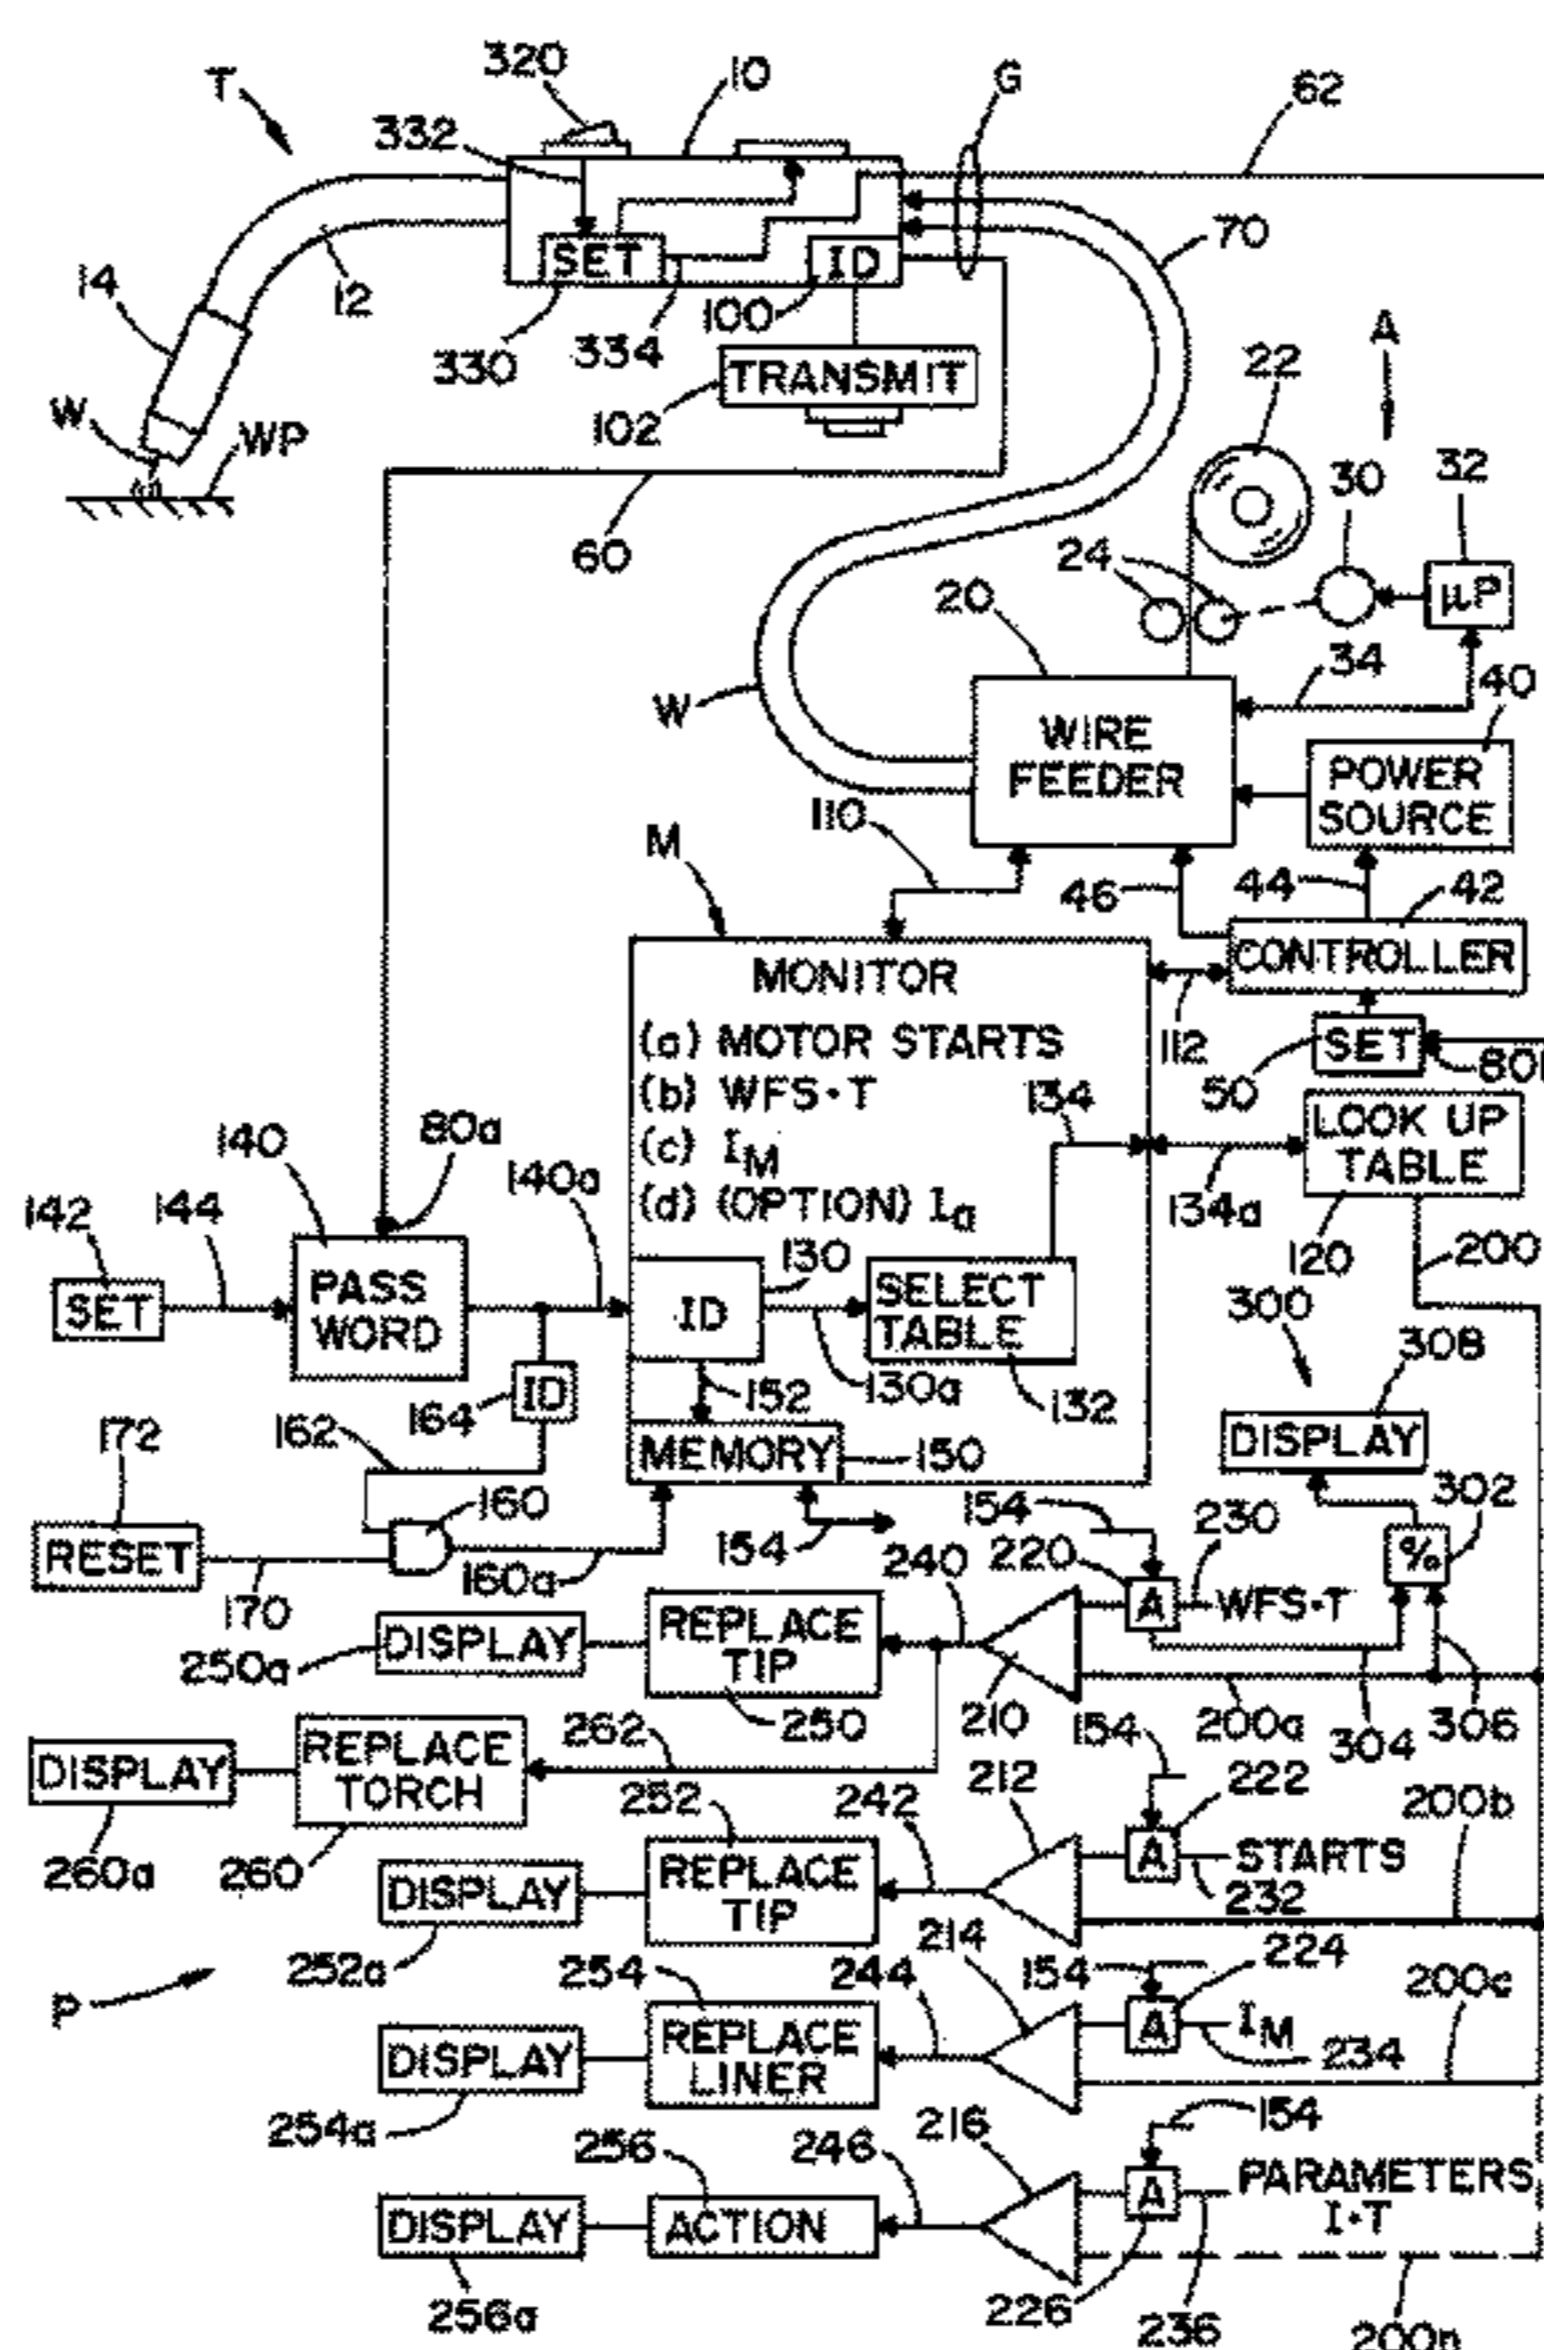 320
10
G
62
T
332
SET
ID
70
14
12
100
330
334
TRANSMIT
A
22
102
W
WP
30
32
60
24
µP
20
34
40
W
WIRE
FEEDER
POWER
SOURCE
110
M
46
44
42
MONITOR
CONTROLLER
(a) MOTOR STARTS
112
SET
(b) WFS•T
134
50
LOOK UP
TABLE
140
80a
(c) IM
140a
(d) (OPTION) Ia
134a
142
144
130
120
200
PASS
WORD
SET
ID
SELECT
TABLE
300
308
152
130a
132
164
ID
DISPLAY
172
162
MEMORY
150
302
160
154
154
230
RESET
240
220
%
160a
A
WFS•T
170
DISPLAY
REPLACE
TIP
250a
250
210
200a
304
306
262
154
DISPLAY
REPLACE
TORCH
212
222
252
242
200b
260a
260
A
STARTS
DISPLAY
REPLACE
TIP
232
252a
214
224
254
244
154
200c
P
A
IM
DISPLAY
REPLACE
LINER
234
254a
216
154
256
246
PARAMETERS
I•T
A
DISPLAY
ACTION
256a
226
236
200n